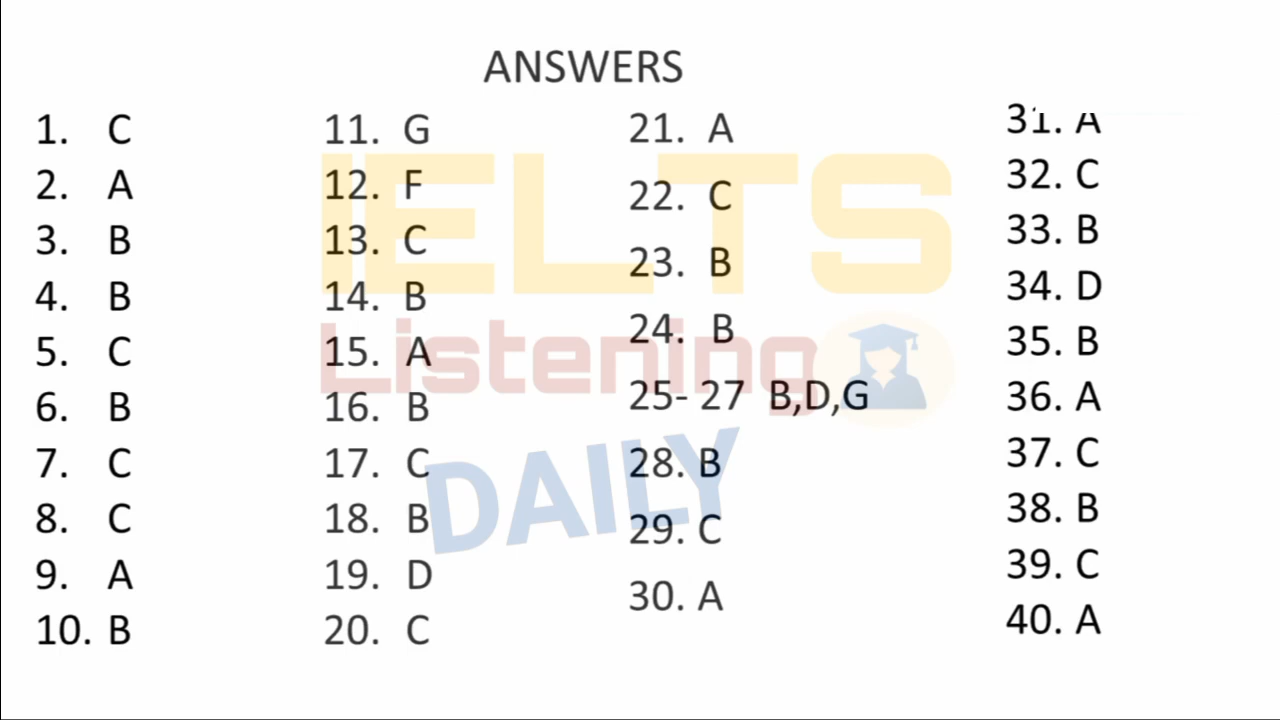 ANSWERS
1. C
2. A
3. B
4. B
5. C
6. B
7. C
8. C
9. A
10. B
11. G
12. F
13. C
14. B
15. A
16. B
17. C
18. B
19. D
20. C
21. A
22. C
23. B
24. B
25- 27 B,D,G
28. B
29. C
30. A
31. A
32. C
33. B
34. D
35. B
36. A
37. C
38. B
39. C
40. A
IELTS
Listening
DAILY